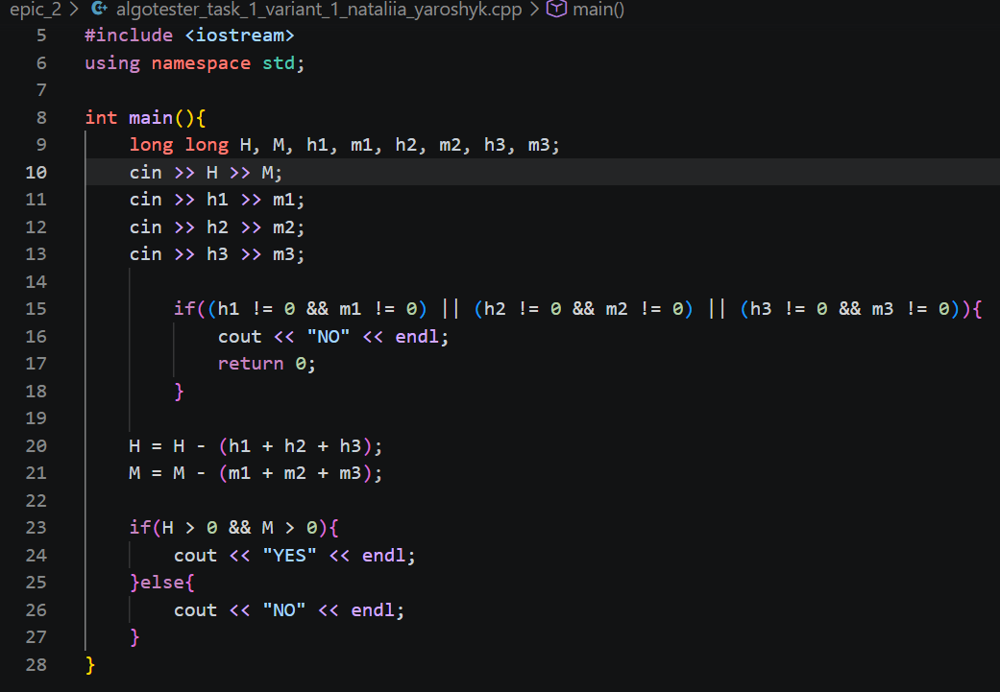 epic_2 > algotester_task_1_variant_1_nataliia_yaroshyk.cpp > main()
5 #include <iostream>
6 using namespace std;
7
8 int main(){
9     long long H, M, h1, m1, h2, m2, h3, m3;
10     cin >> H >> M;
11     cin >> h1 >> m1;
12     cin >> h2 >> m2;
13     cin >> h3 >> m3;
14
15         if((h1 != 0 && m1 != 0) || (h2 != 0 && m2 != 0) || (h3 != 0 && m3 != 0)){
16             cout << "NO" << endl;
17             return 0;
18         }
19
20     H = H - (h1 + h2 + h3);
21     M = M - (m1 + m2 + m3);
22
23     if(H > 0 && M > 0){
24         cout << "YES" << endl;
25     }else{
26         cout << "NO" << endl;
27     }
28 }